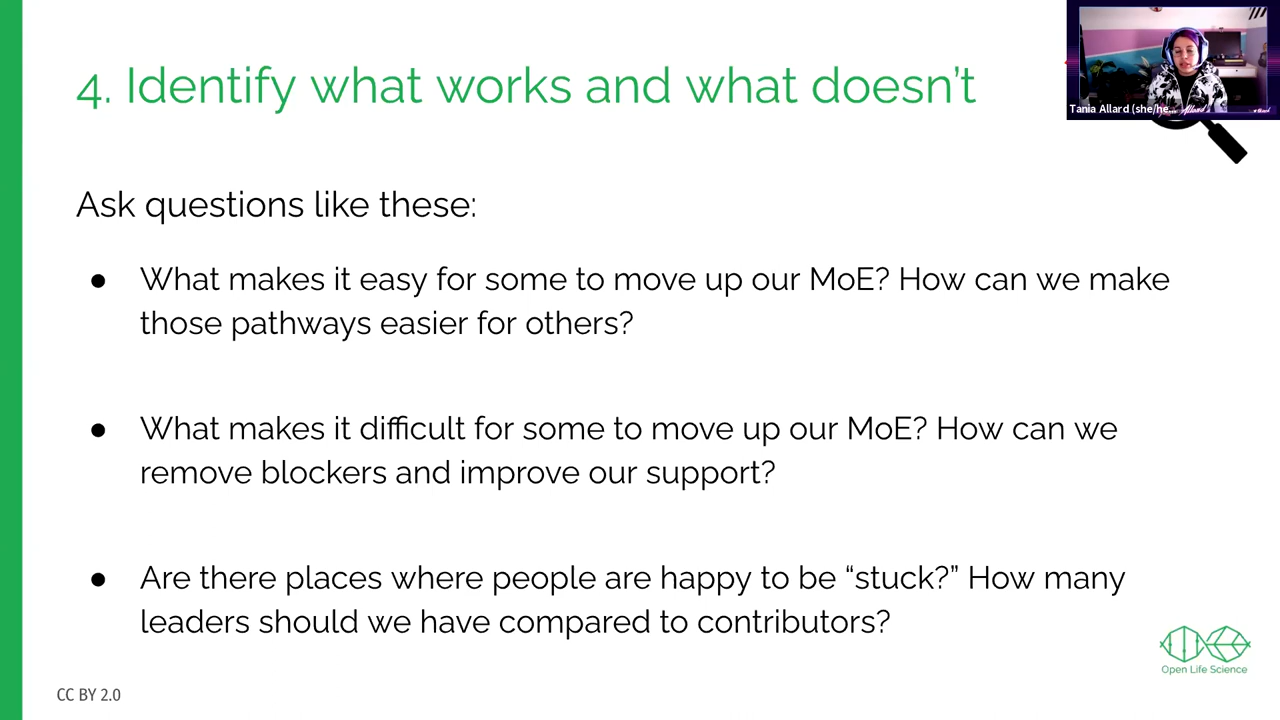 4. Identify what works and what doesn't
Tania Allard (she/he...
Ask questions like these:
● What makes it easy for some to move up our MoE? How can we make
those pathways easier for others?
● What makes it difficult for some to move up our MoE? How can we
remove blockers and improve our support?
● Are there places where people are happy to be “stuck?” How many
leaders should we have compared to contributors?
Open Life Science
CC BY 2.0